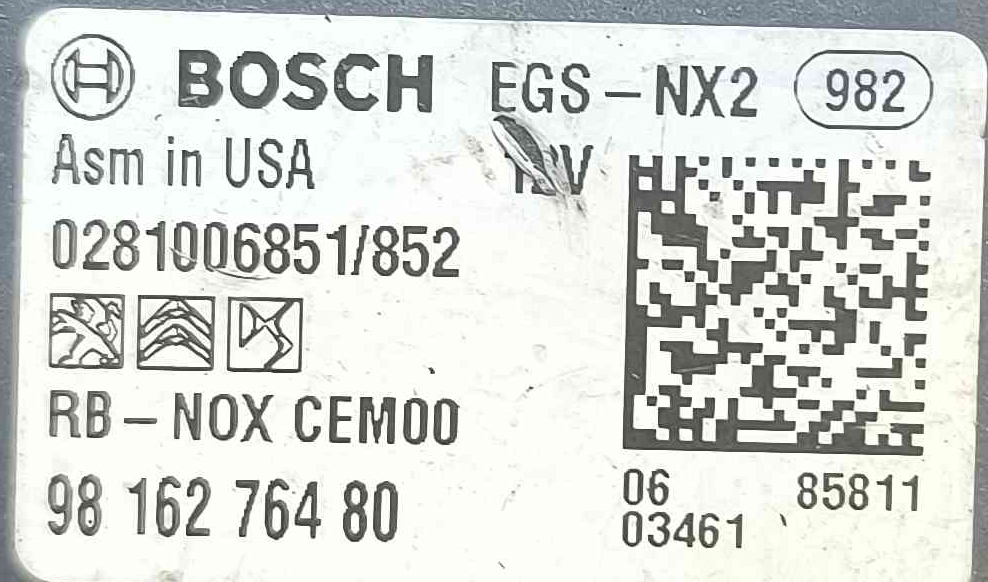 BOSCH EGS-NX2 982
Asm in USA
0281006851/852
RB-NOX CEM00
98 162 764 80
06 85811
03461